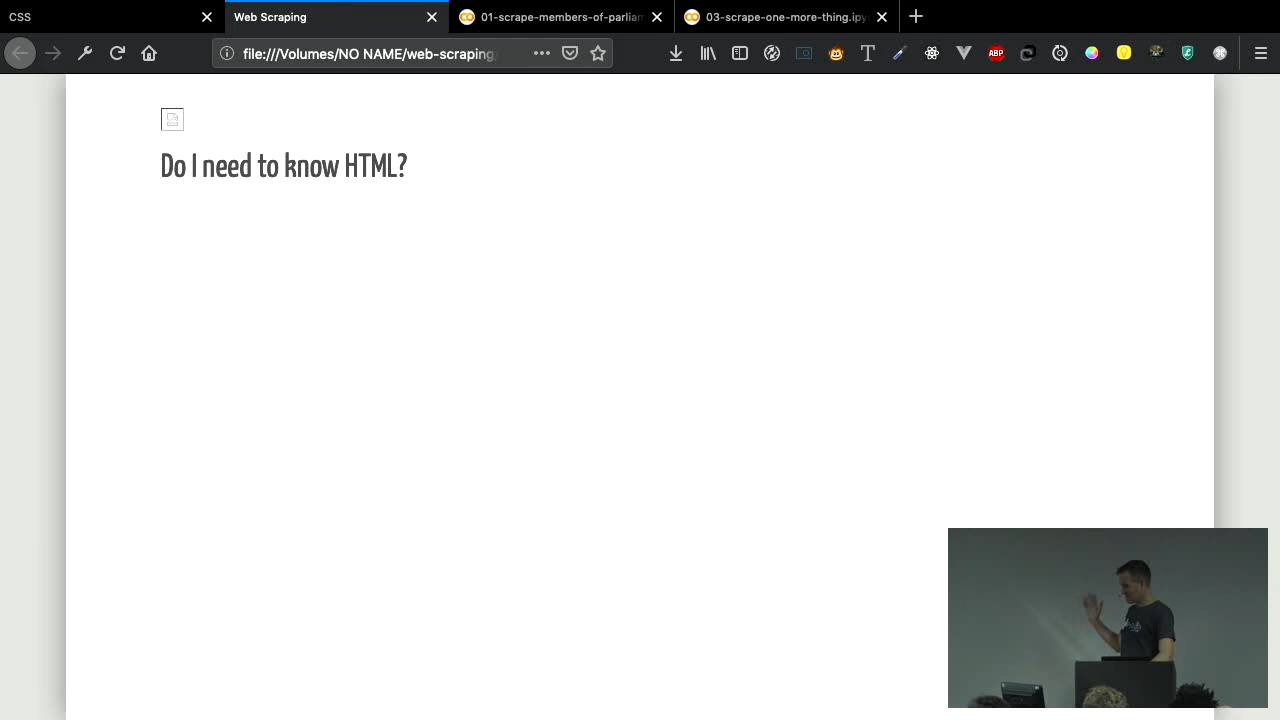 CSS
Web Scraping
01-scrape-members-of-parliam
03-scrape-one-more-thing.ipy
file:///Volumes/NO NAME/web-scraping
ABP
Do I need to know HTML?